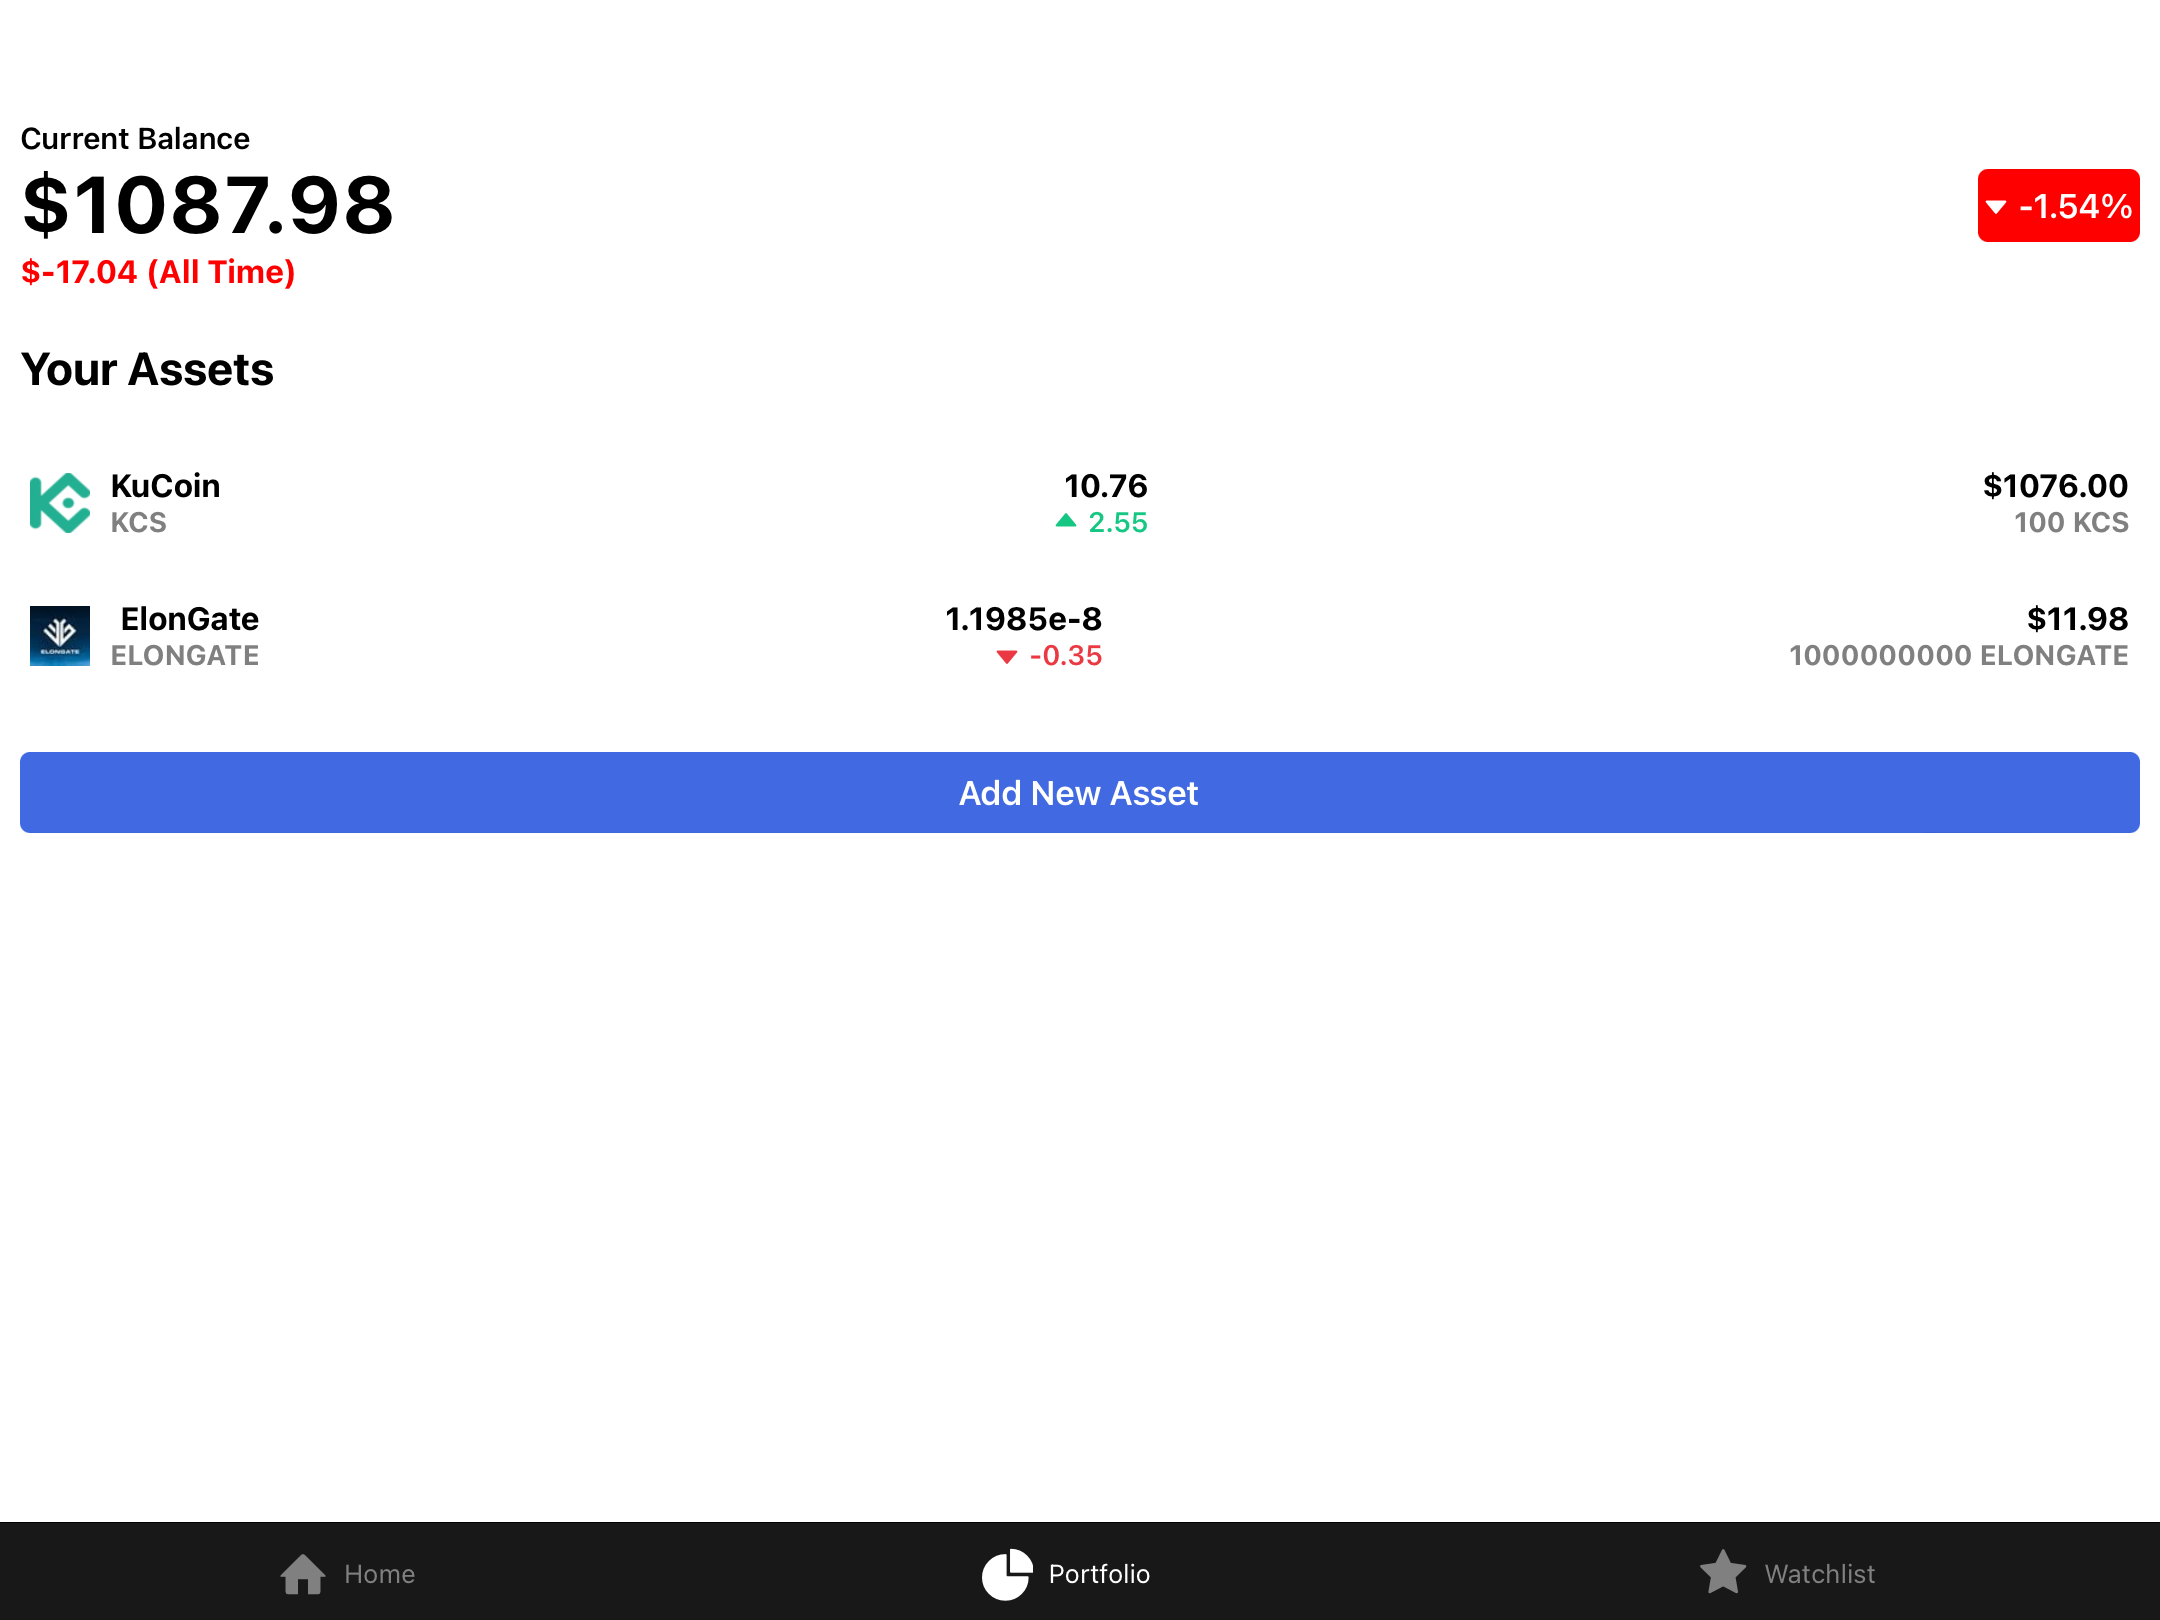 Current Balance
$1087.98
-1.54%
$-17.04 (All Time)
Your Assets
KuCoin 10.76 $1076.00
KCS 2.55 100 KCS
ElonGate 1.1985e-8 $11.98
ELONGATE -0.35 1000000000 ELONGATE
ELONGATE
Add New Asset
Home Portfolio Watchlist